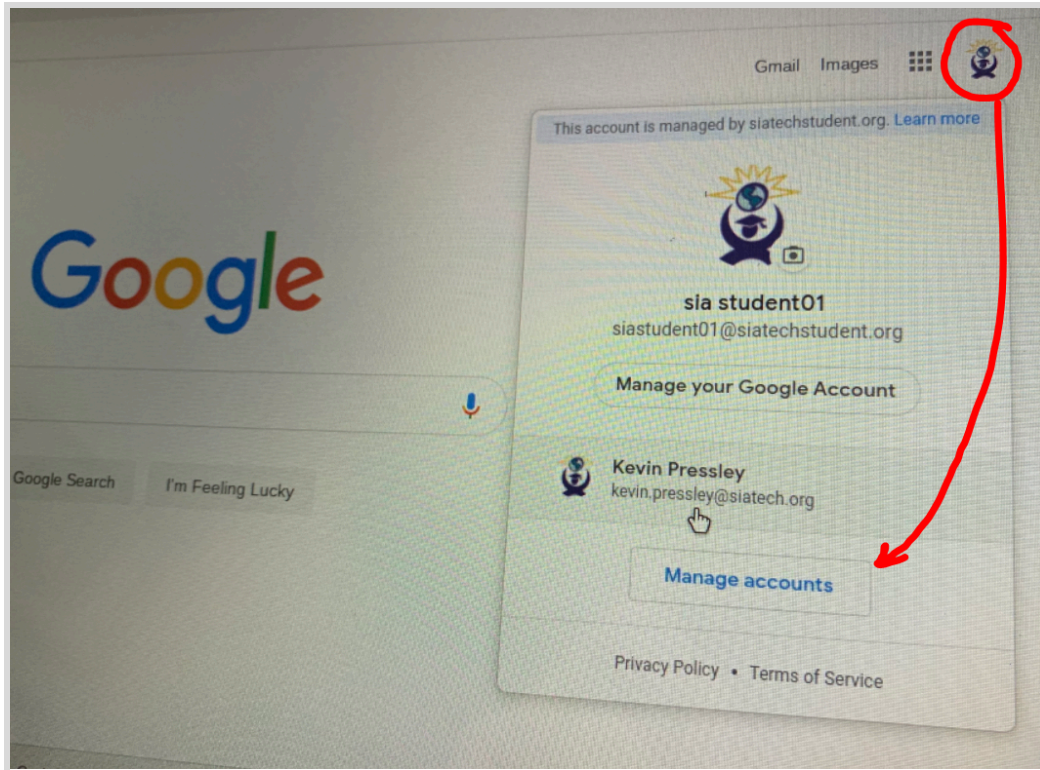 Gmail Images
This account is managed by siatechstudent.org. Learn more
Google
sia student01
siastudent01@siatechstudent.org
Manage your Google Account
Google Search
I'm Feeling Lucky
Kevin Pressley
kevin.pressley@siatech.org
Manage accounts
Privacy Policy • Terms of Service